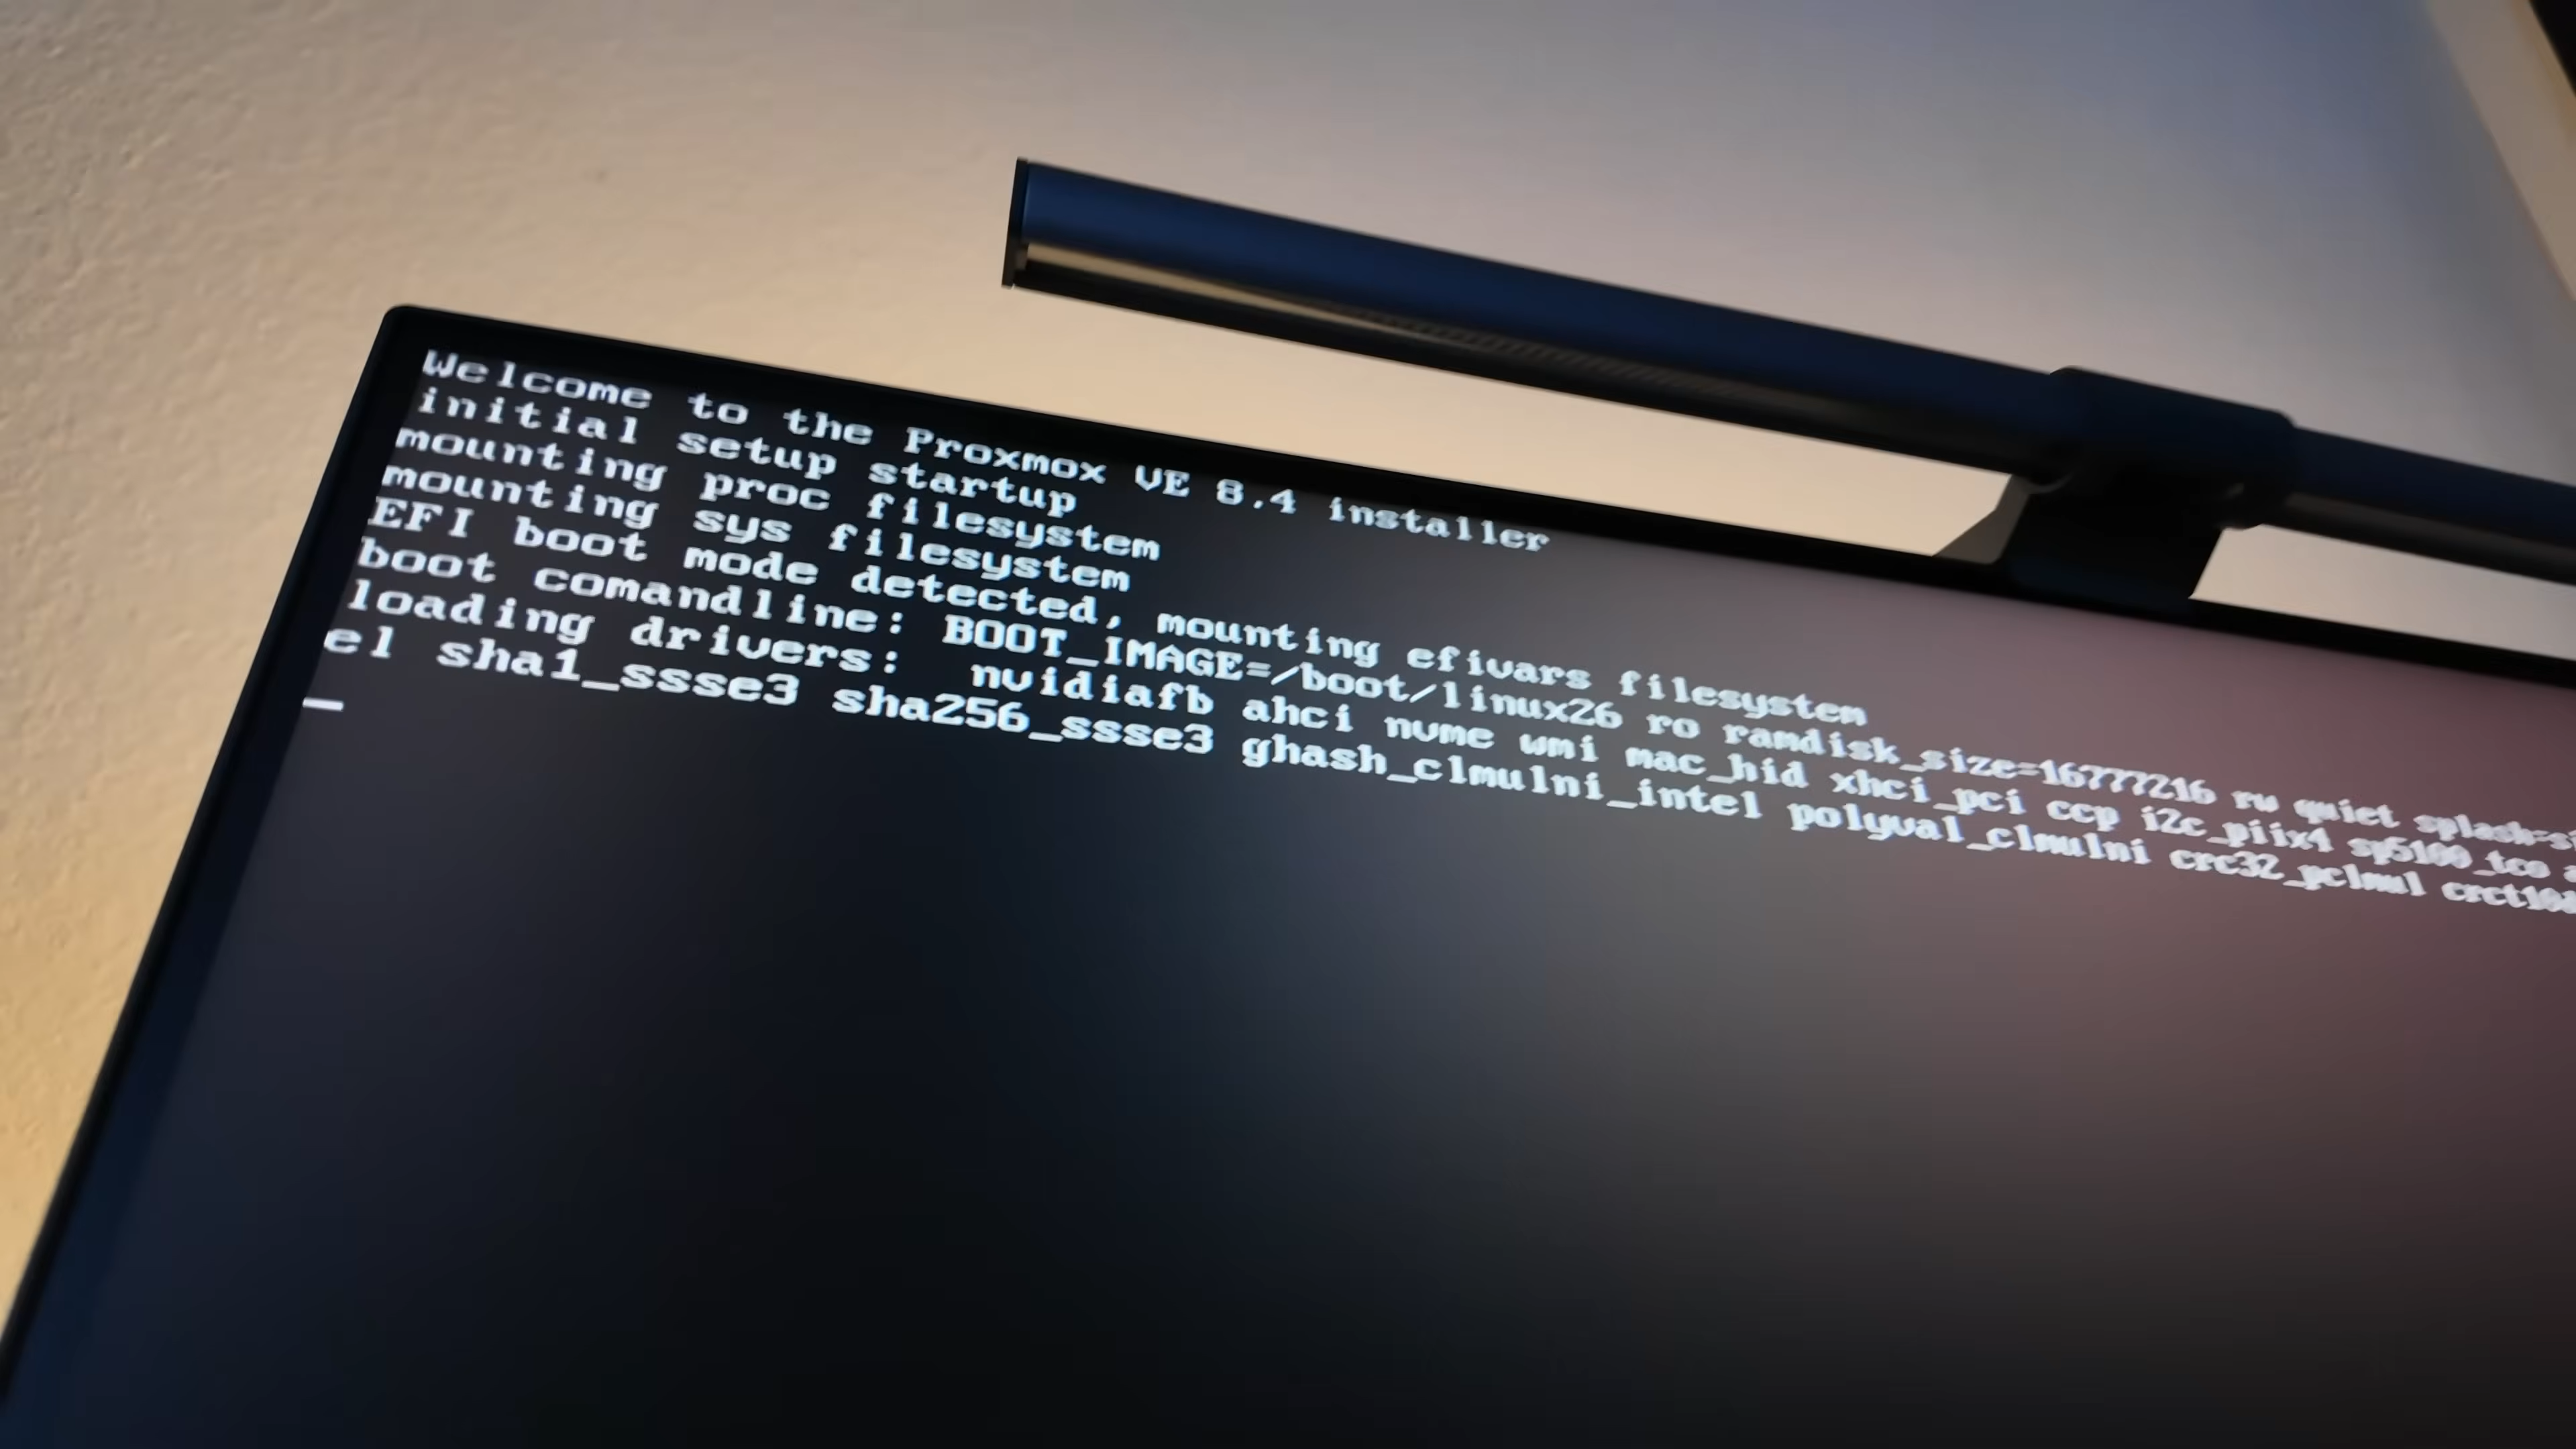 Welcome to the Proxmox VE 8.4 installer
initial setup startup
mounting proc filesystem
mounting sys filesystem
EFI boot mode detected, mounting efivars filesystem
boot comandline: BOOT_IMAGE=/boot/linux26 ro ramdisk_size=16777216 rw quiet
loading drivers:  nvidiafb ahci nvme wmi mac_hid xhci_pci ccp i2c_piix4 sp5100_tco
el sha1_ssse3 sha256_ssse3 ghash_clmulni_intel polyval_clmulni crc32_pclmul
_